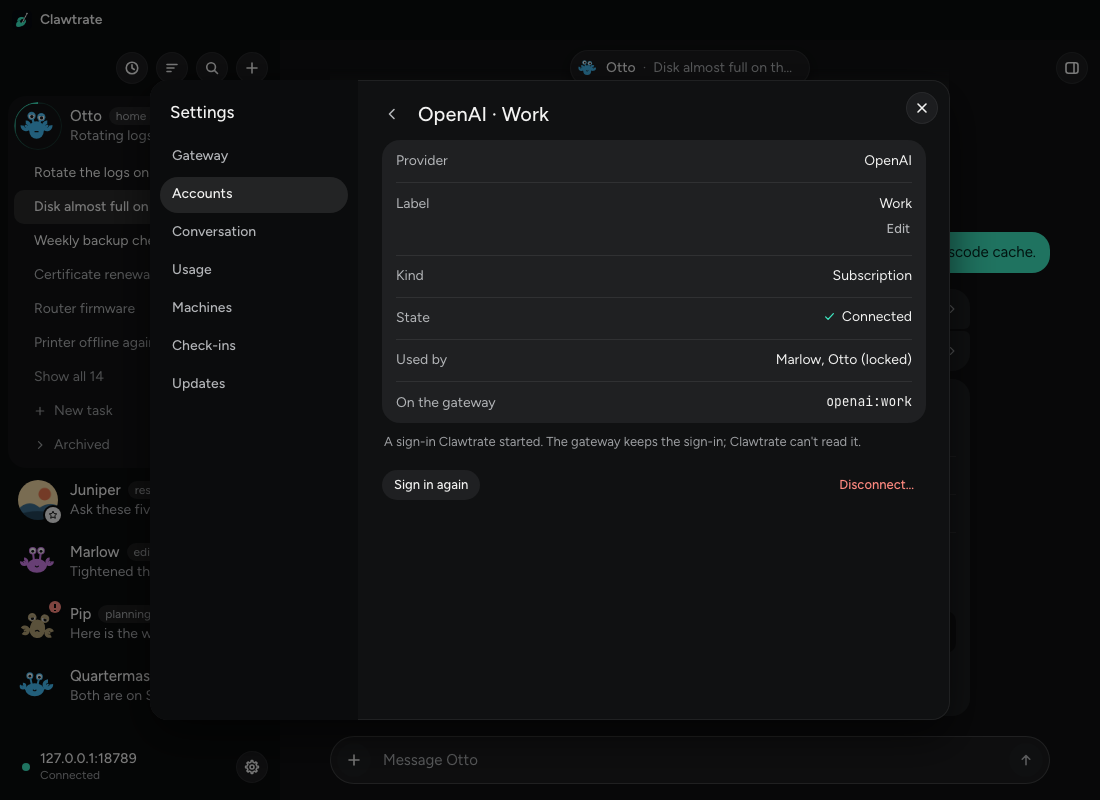 Clawtrate
Otto · Disk almost full on th...
Otto home
Rotating logs
Rotate the logs on
Disk almost full on
Weekly backup che
Certificate renewa
Router firmware
Printer offline agai
Show all 14
New task
Archived
Juniper res
Ask these fiv
Marlow edi
Tightened th
Pip planning
Here is the w
Quartermas
Both are on S
127.0.0.1:18789
Connected
Settings
Gateway
Accounts
Conversation
Usage
Machines
Check-ins
Updates
OpenAI · Work
Provider OpenAI
Label Work
Edit
Kind Subscription
State Connected
Used by Marlow, Otto (locked)
On the gateway openai:work
A sign-in Clawtrate started. The gateway keeps the sign-in; Clawtrate can't read it.
Sign in again Disconnect...
scode cache.
Message Otto